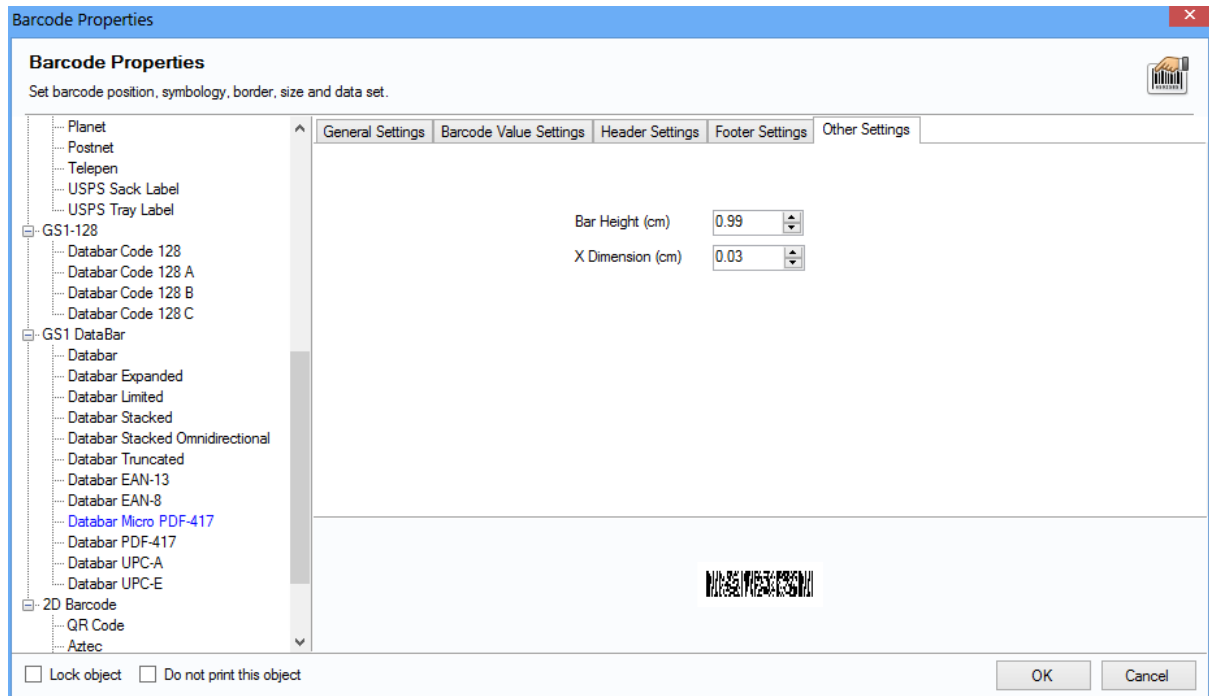 Barcode Properties
Barcode Properties
Set barcode position, symbology, border, size and data set.
Planet
Postnet
Telepen
USPS Sack Label
USPS Tray Label
GS1-128
Databar Code 128
Databar Code 128 A
Databar Code 128 B
Databar Code 128 C
GS1 DataBar
Databar
Databar Expanded
Databar Limited
Databar Stacked
Databar Stacked Omnidirectional
Databar Truncated
Databar EAN-13
Databar EAN-8
Databar Micro PDF-417
Databar PDF-417
Databar UPC-A
Databar UPC-E
2D Barcode
QR Code
Aztec
General Settings Barcode Value Settings Header Settings Footer Settings Other Settings
Bar Height (cm) 0.99
X Dimension (cm) 0.03
Lock object Do not print this object
OK Cancel